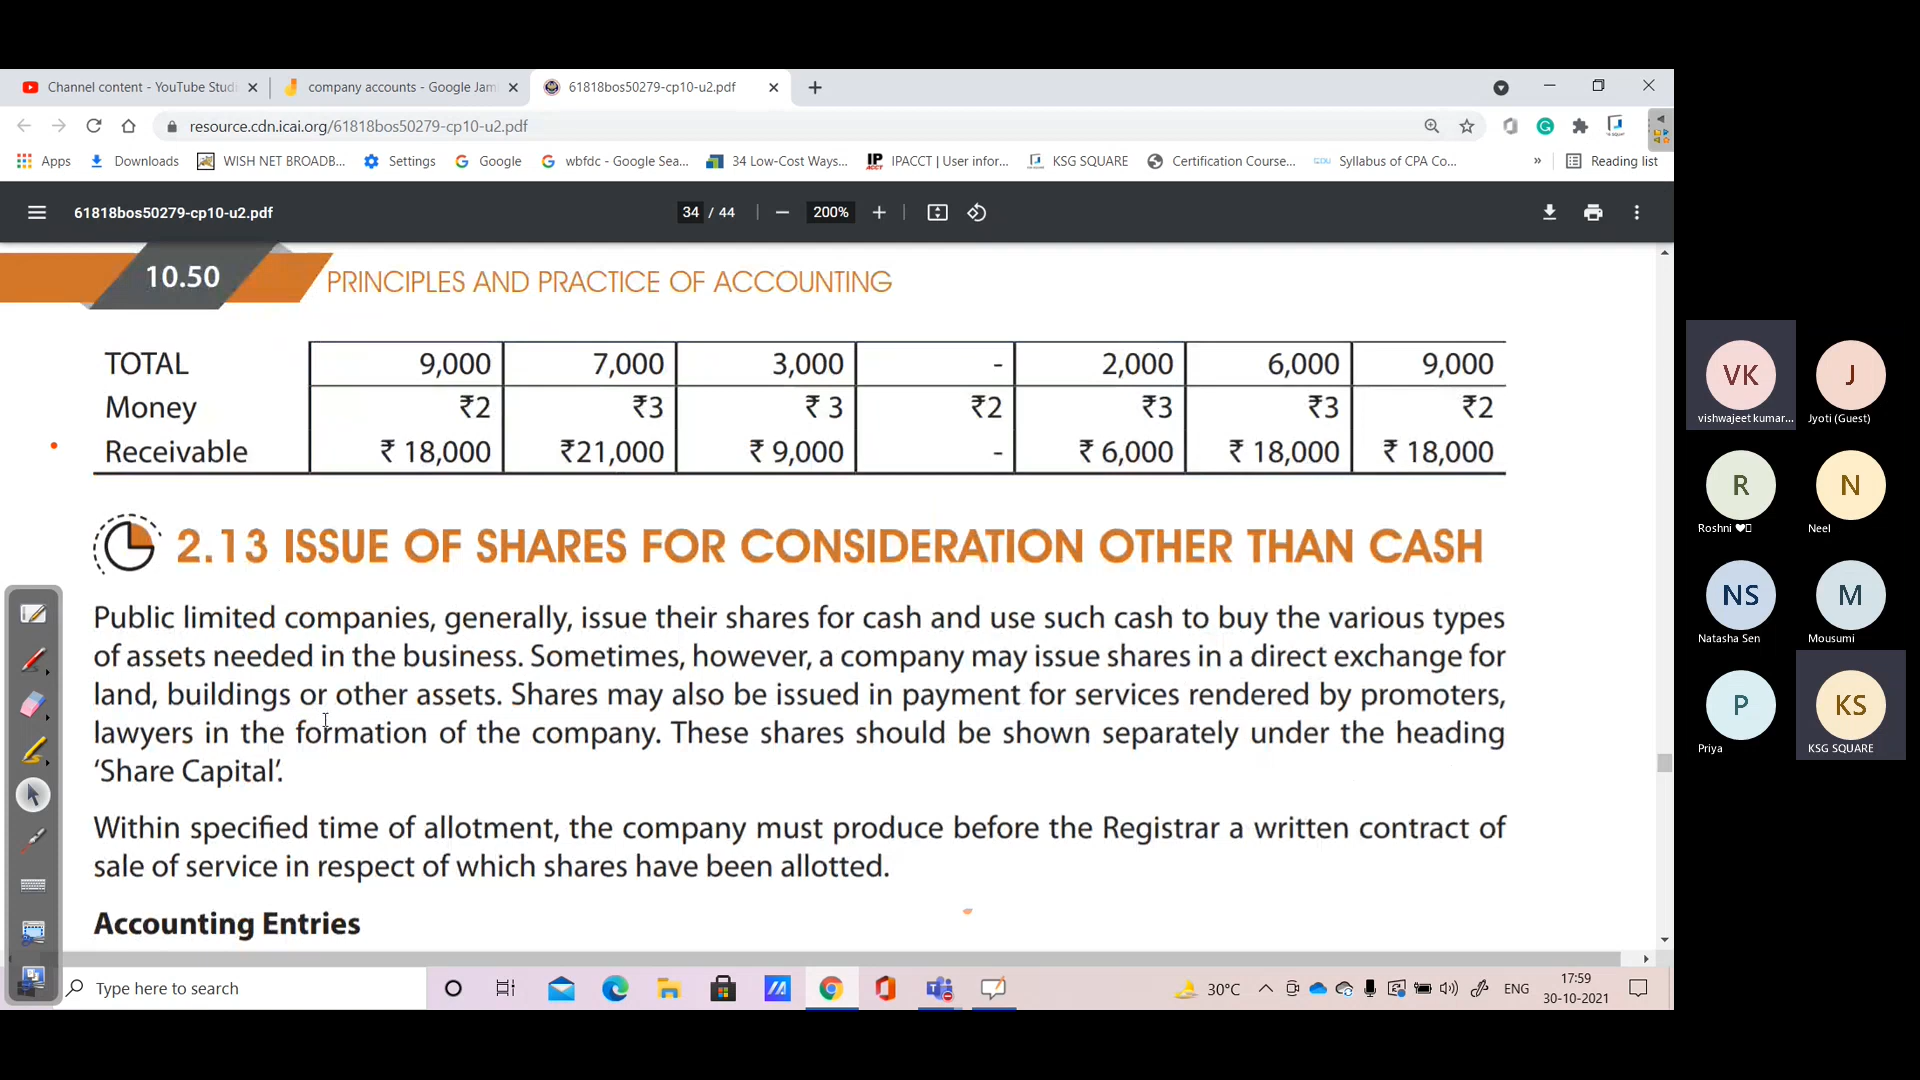 Channel content - YouTube Studi
company accounts - Google Jam
61818bos50279-cp10-u2.pdf
resource.cdn.icai.org/61818bos50279-cp10-u2.pdf
Apps
Downloads
WISH NET BROADB...
Settings
Google
wbfdc - Google Sea...
34 Low-Cost Ways...
IP IPACCT | User infor...
KSG SQUARE
Certification Course...
Syllabus of CPA Co...
»
Reading list
61818bos50279-cp10-u2.pdf
34 / 44
200%
10.50 PRINCIPLES AND PRACTICE OF ACCOUNTING
TOTAL 9,000 7,000 3,000 - 2,000 6,000 9,000
Money ₹2 ₹3 ₹ 3 ₹2 ₹3 ₹3 ₹2
Receivable ₹ 18,000 ₹21,000 ₹ 9,000 - ₹ 6,000 ₹ 18,000 ₹ 18,000
2.13 ISSUE OF SHARES FOR CONSIDERATION OTHER THAN CASH
Public limited companies, generally, issue their shares for cash and use such cash to buy the various types
of assets needed in the business. Sometimes, however, a company may issue shares in a direct exchange for
land, buildings or other assets. Shares may also be issued in payment for services rendered by promoters,
lawyers in the formation of the company. These shares should be shown separately under the heading
‘Share Capital’.
Within specified time of allotment, the company must produce before the Registrar a written contract of
sale of service in respect of which shares have been allotted.
Accounting Entries
Type here to search
30°C
ENG
17:59
30-10-2021
VK
vishwajeet kumar...
J
Jyoti (Guest)
R
Roshni
N
Neel
NS
Natasha Sen
M
Mousumi
P
Priya
KS
KSG SQUARE